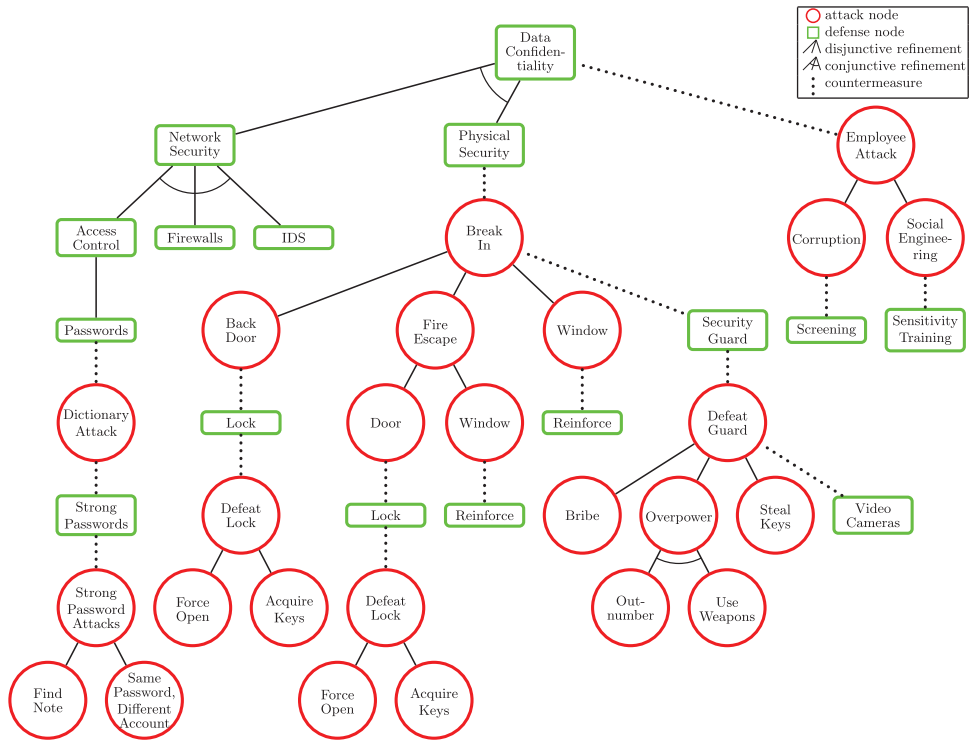 attack node
defense node
disjunctive refinement
conjunctive refinement
countermeasure
Data
Confiden-
tiality
Network
Security
Physical
Security
Employee
Attack
Access
Control
Firewalls
IDS
Break
In
Corruption
Social
Enginee-
ring
Passwords
Back
Door
Fire
Escape
Window
Security
Guard
Screening
Sensitivity
Training
Dictionary
Attack
Lock
Door
Window
Reinforce
Defeat
Guard
Strong
Passwords
Defeat
Lock
Lock
Reinforce
Bribe
Overpower
Steal
Keys
Video
Cameras
Strong
Password
Attacks
Force
Open
Acquire
Keys
Defeat
Lock
Out-
number
Use
Weapons
Find
Note
Same
Password,
Different
Account
Force
Open
Acquire
Keys